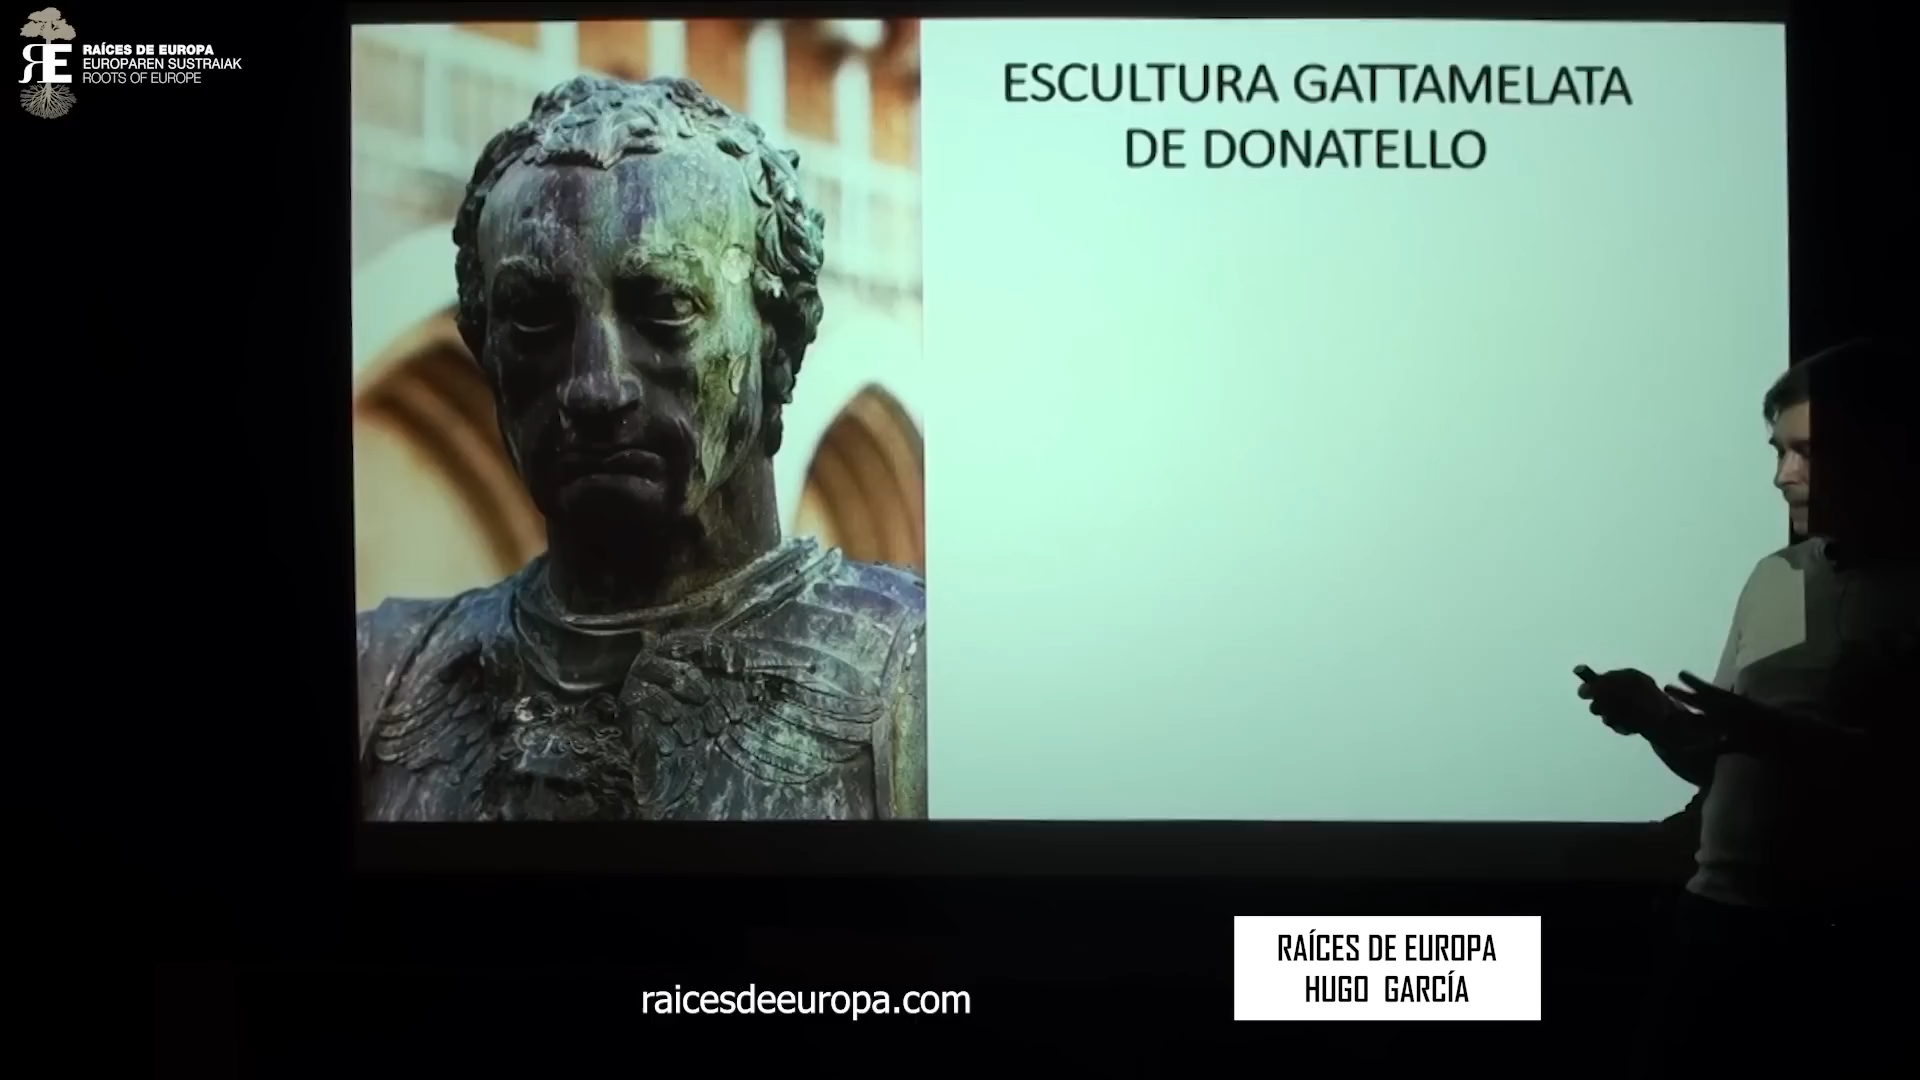 RE
RAÍCES DE EUROPA
EUROPAREN SUSTRAIAK
ROOTS OF EUROPE
ESCULTURA GATTAMELATA
DE DONATELLO
RAÍCES DE EUROPA
HUGO GARCÍA
raicesdeeuropa.com